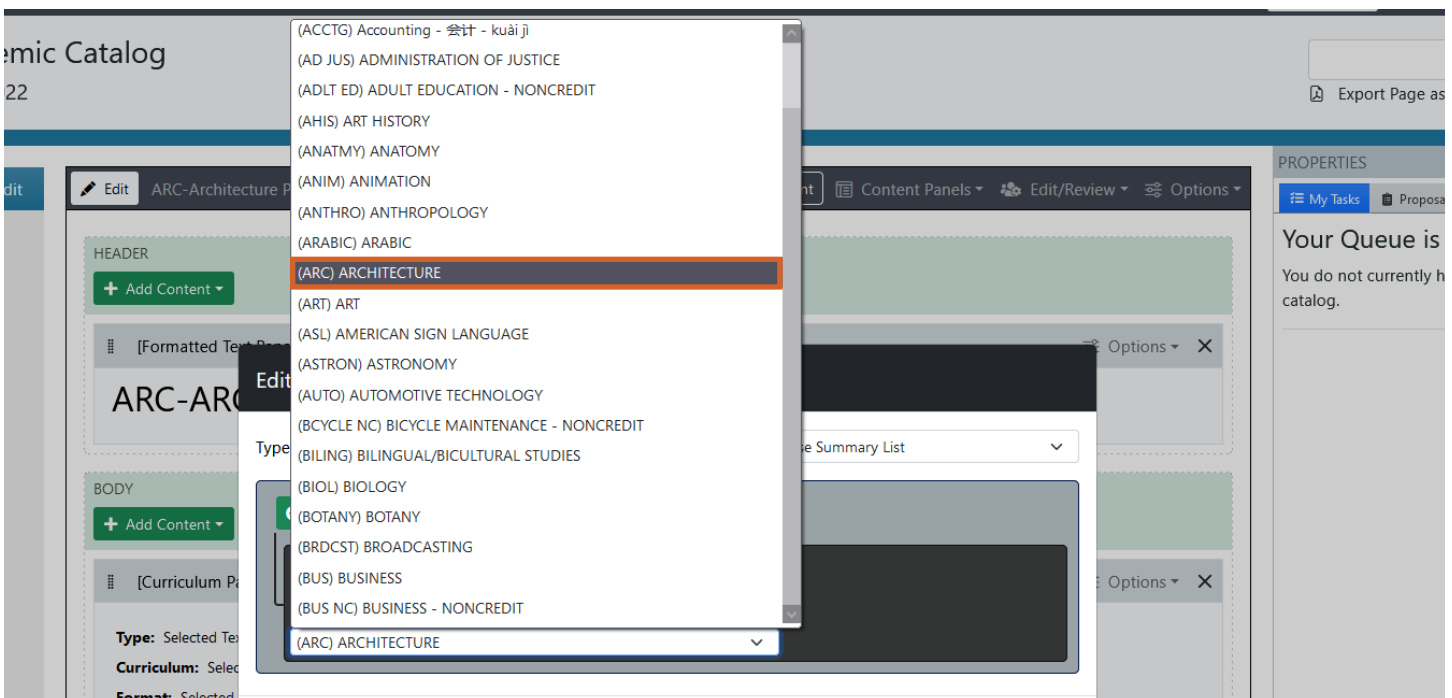 emic Catalog
22
Export Page as
dit
Edit
ARC-Architecture P
nt
Content Panels
Edit/Review
Options
PROPERTIES
My Tasks
Proposa
Your Queue is
You do not currently h
catalog.
HEADER
Add Content
[Formatted Text Pane
Options
ARC-ARC
(ACCTG) Accounting - 会计 - kuài jì
(AD JUS) ADMINISTRATION OF JUSTICE
(ADLT ED) ADULT EDUCATION - NONCREDIT
(AHIS) ART HISTORY
(ANATMY) ANATOMY
(ANIM) ANIMATION
(ANTHRO) ANTHROPOLOGY
(ARABIC) ARABIC
(ARC) ARCHITECTURE
(ART) ART
(ASL) AMERICAN SIGN LANGUAGE
(ASTRON) ASTRONOMY
(AUTO) AUTOMOTIVE TECHNOLOGY
(BCYCLE NC) BICYCLE MAINTENANCE - NONCREDIT
(BILING) BILINGUAL/BICULTURAL STUDIES
(BIOL) BIOLOGY
(BOTANY) BOTANY
(BRDCST) BROADCASTING
(BUS) BUSINESS
(BUS NC) BUSINESS - NONCREDIT
(ARC) ARCHITECTURE
Edit
Type
se Summary List
BODY
Add Content
[Curriculum Pa
Options
Type: Selected Te
Curriculum: Selec
Format: Selected